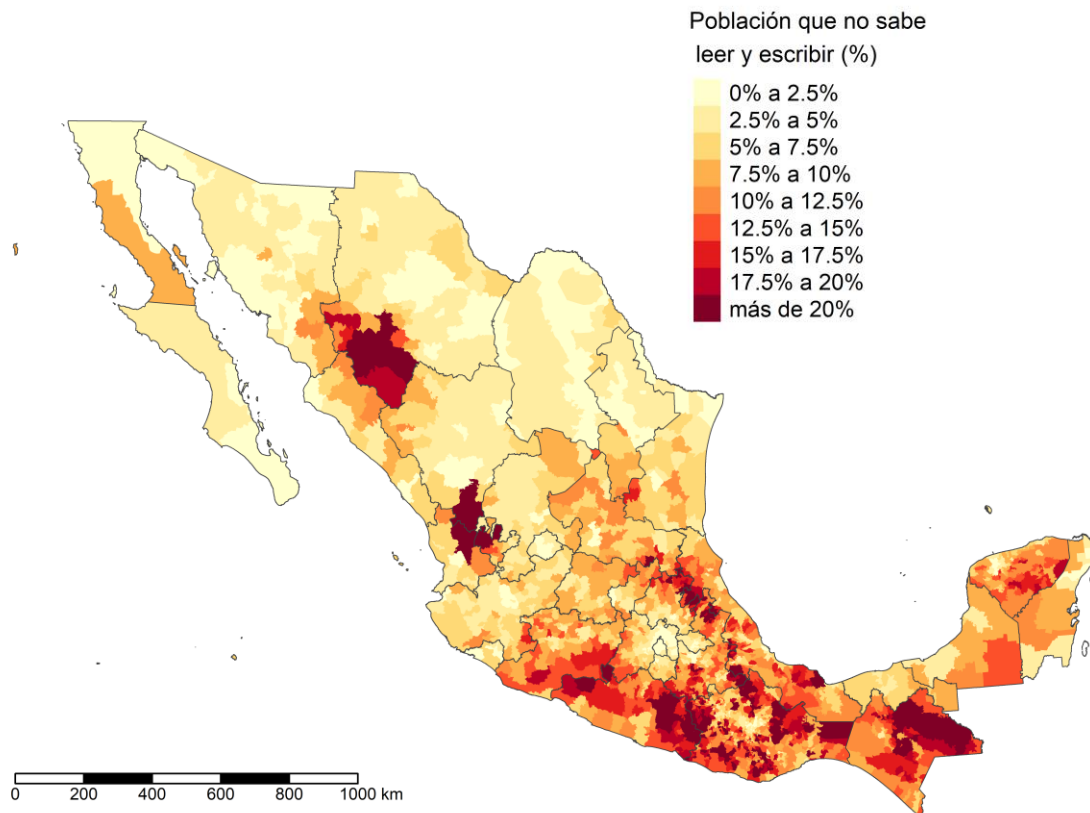 Población que no sabe
leer y escribir (%)
0% a 2.5%
2.5% a 5%
5% a 7.5%
7.5% a 10%
10% a 12.5%
12.5% a 15%
15% a 17.5%
17.5% a 20%
más de 20%
0 200 400 600 800 1000 km